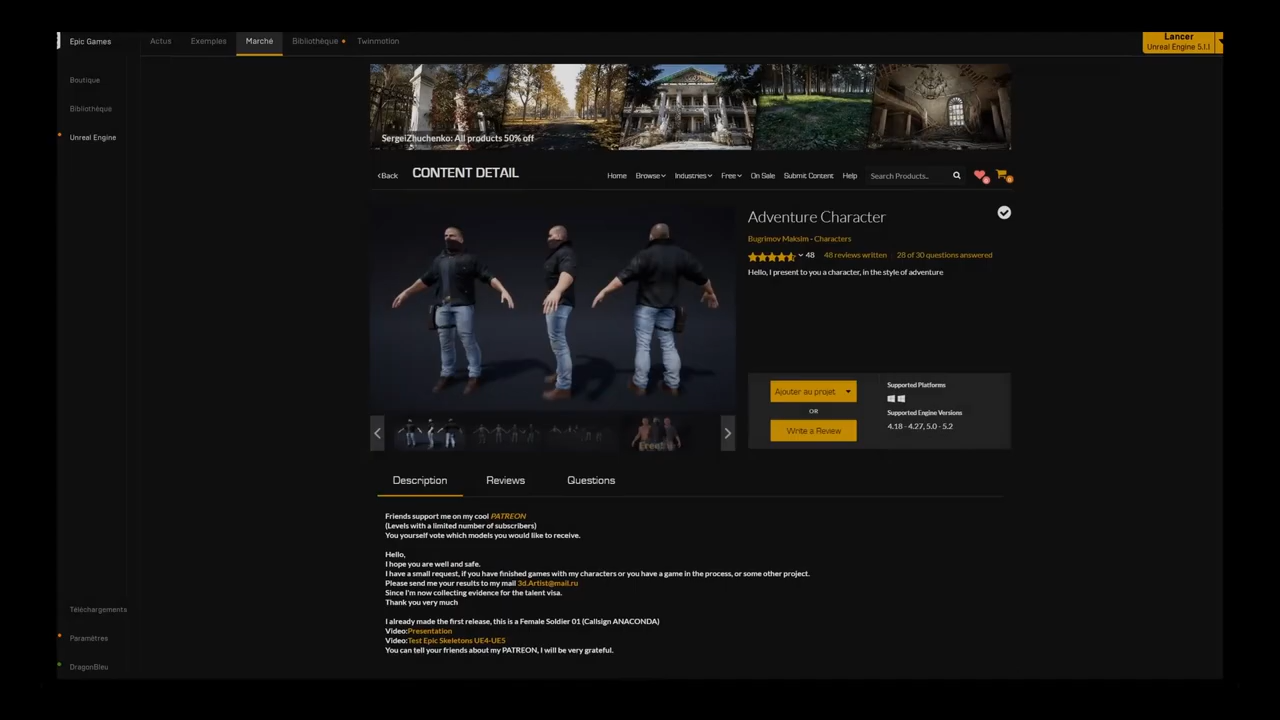 Epic Games
Actus
Exemples
Marché
Bibliothèque
Twinmotion
Lancer
Unreal Engine 5.1.1
Boutique
Bibliothèque
Unreal Engine
SergeiZhuchenko: All products 50% off
Back
CONTENT DETAIL
Home
Browse
Industries
Free
On Sale
Submit Content
Help
Search Products..
0
0
Adventure Character
Bugrimov Maksim - Characters
48
48 reviews written
28 of 30 questions answered
Hello, I present to you a character, in the style of adventure
Ajouter au projet
OR
Write a Review
Supported Platforms
Supported Engine Versions
4.18 - 4.27, 5.0 - 5.2
Description
Reviews
Questions
Friends support me on my cool PATREON
(Levels with a limited number of subscribers)
You yourself vote which models you would like to receive.
Hello,
I hope you are well and safe.
I have a small request, if you have finished games with my characters or you have a game in the process, or some other project.
Please send me your results to my mail 3d.Artist@mail.ru
Since I'm now collecting evidence for the talent visa.
Thank you very much
I already made the first release, this is a Female Soldier 01 (Callsign ANACONDA)
Video:Presentation
Video:Test Epic Skeletons UE4-UE5
You can tell your friends about my PATREON, I will be very grateful.
Téléchargements
Paramètres
DragonBleu